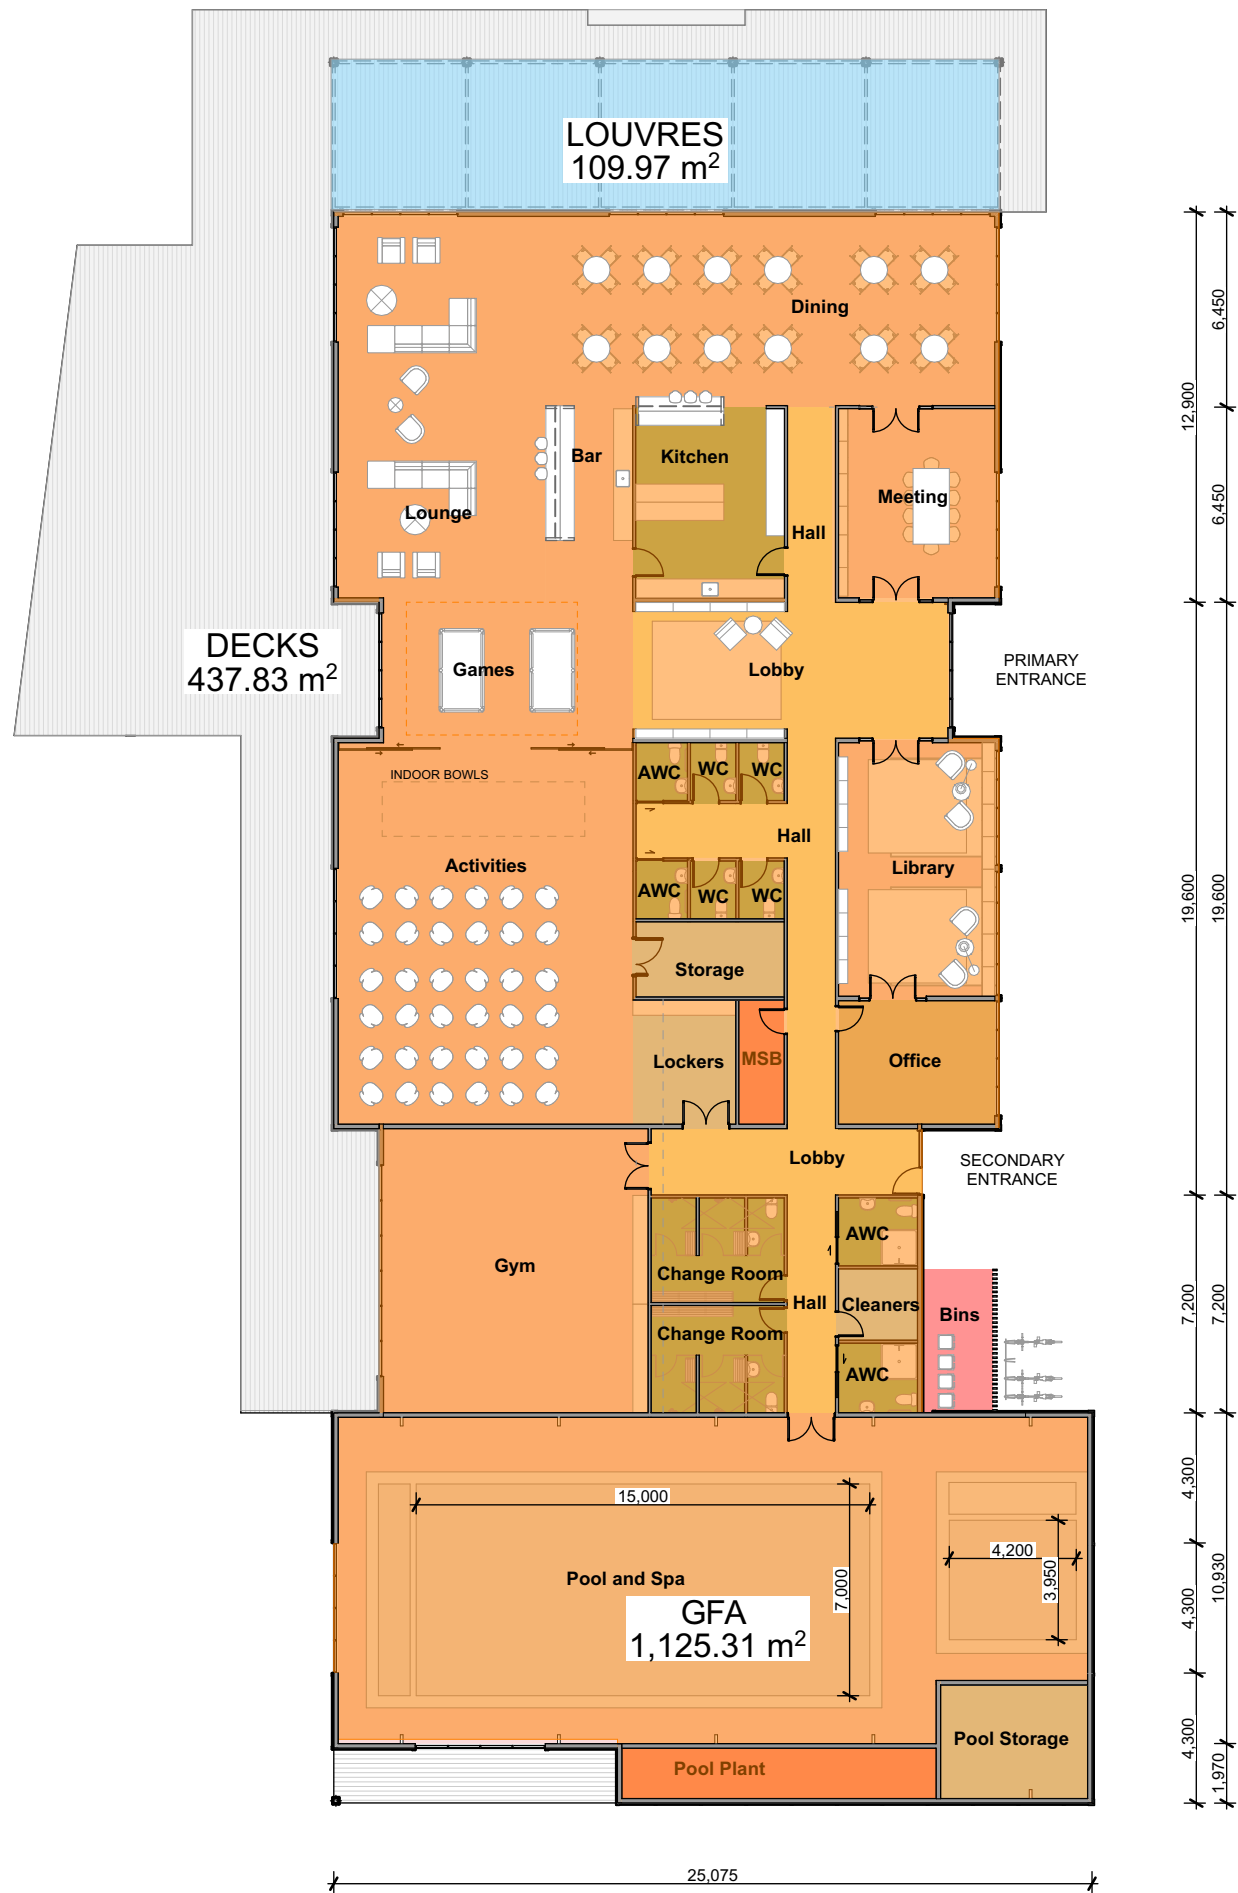 LOUVRES
109.97 m²
Dining
Bar
Kitchen
Meeting
Lounge
Hall
DECKS
437.83 m²
Games
Lobby
PRIMARY
ENTRANCE
INDOOR BOWLS
AWC
WC
WC
Hall
Activities
Library
AWC
WC
WC
Storage
Lockers
MSB
Office
Lobby
SECONDARY
ENTRANCE
AWC
Gym
Change Room
Hall
Cleaners
Bins
Change Room
AWC
15,000
4,200
3,950
7,000
Pool and Spa
GFA
1,125.31 m²
Pool Storage
Pool Plant
25,075
12,900
19,600
7,200
4,300
4,300
4,300
6,450
6,450
19,600
7,200
10,930
1,970